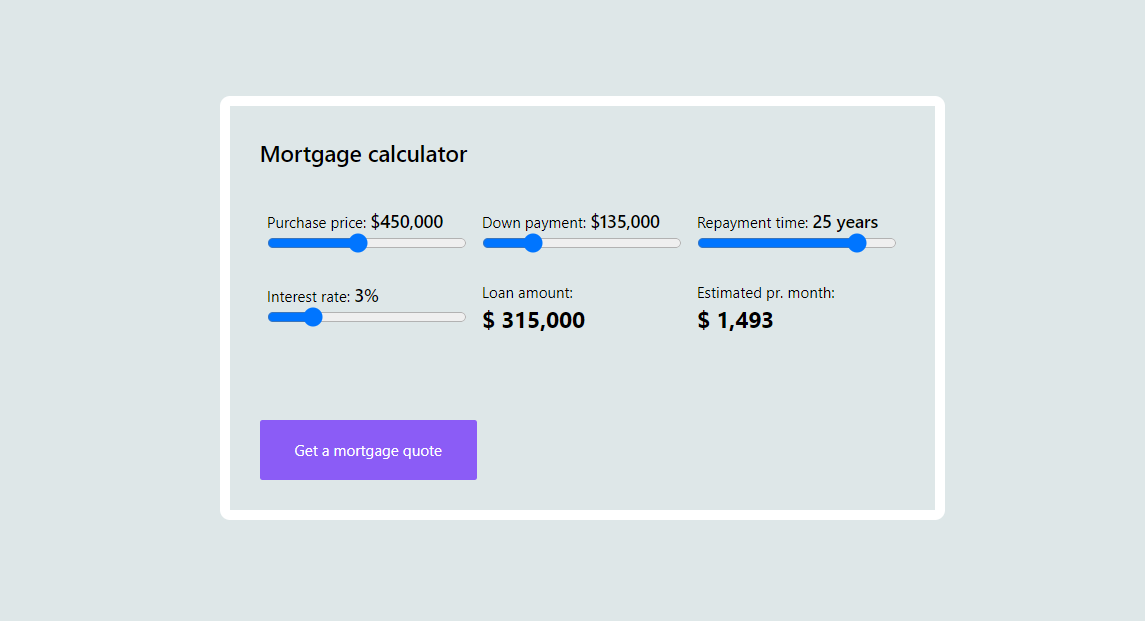 Mortgage calculator
Purchase price: $450,000
Down payment: $135,000
Repayment time: 25 years
Interest rate: 3%
Loan amount:
$ 315,000
Estimated pr. month:
$ 1,493
Get a mortgage quote